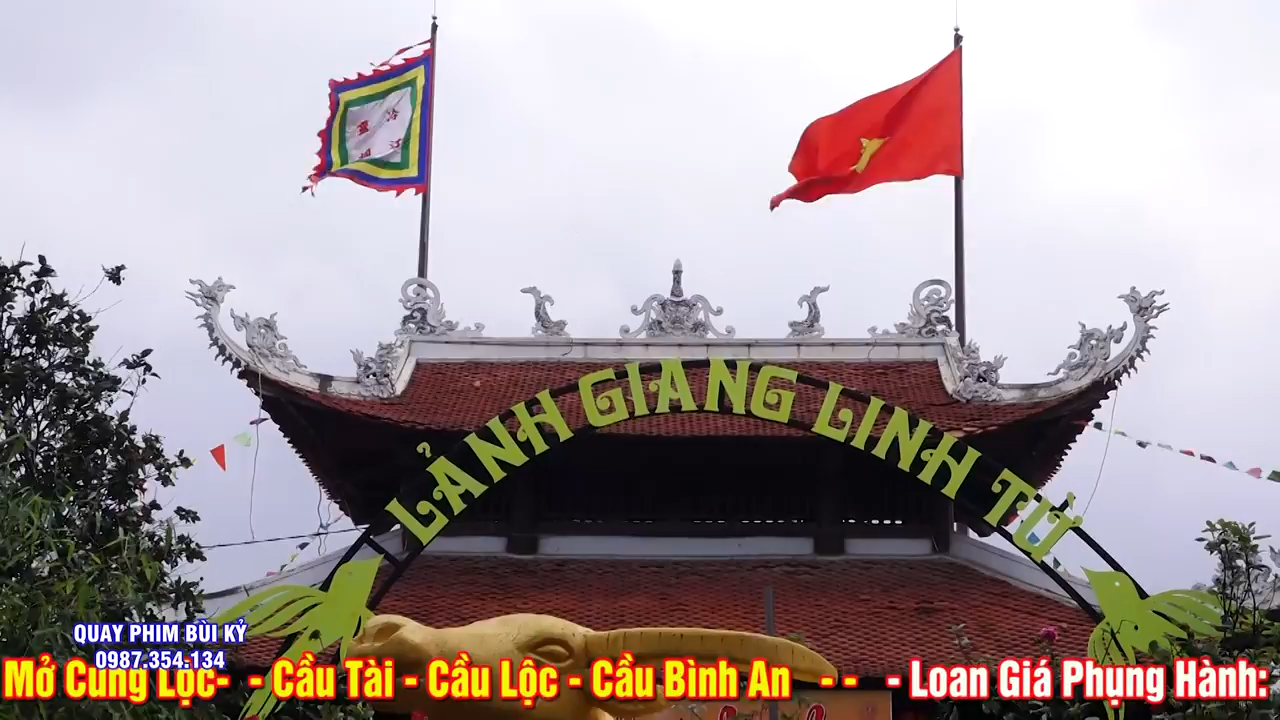 LẢNH GIANG LINH TỪ
QUAY PHIM BÙI KỶ
0987.354.134
Mở Cung Lộc-  - Cầu Tài - Cầu Lộc - Cầu Bình An   - -   - Loan Giá Phụng Hành: